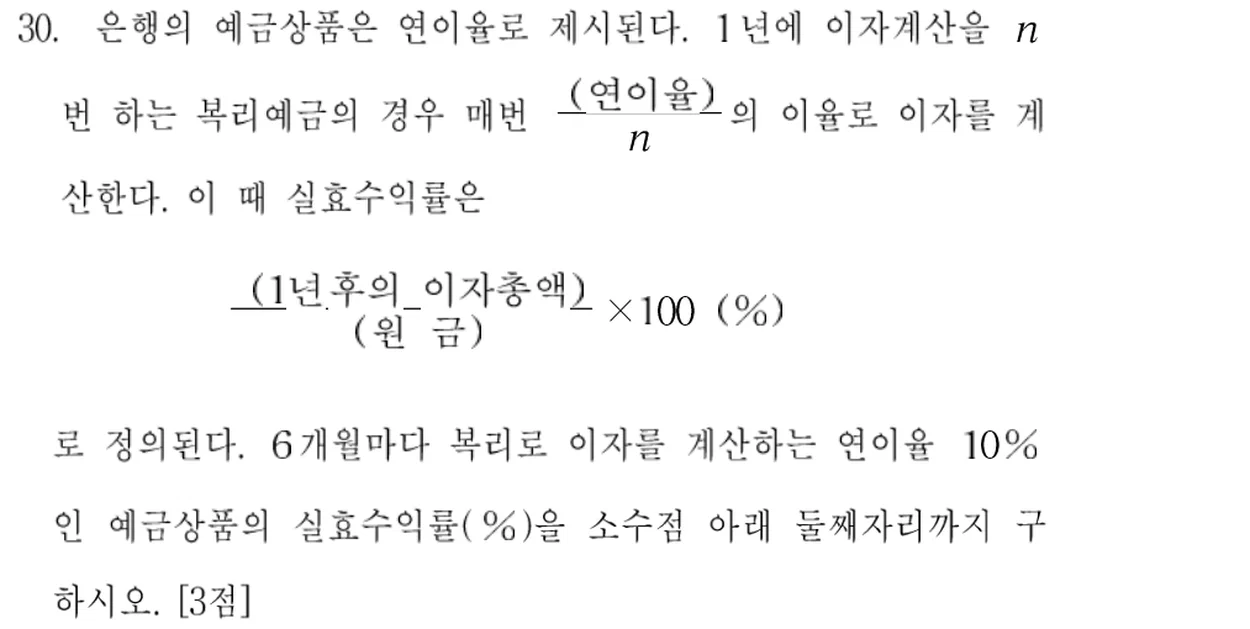 30. 은행의 예금상품은 연이율로 제시된다. 1년에 이자계산을 n
번 하는 복리예금의 경우 매번 (연이율)/n 의 이율로 이자를 계
산한다. 이 때 실효수익률은
(1년 후의 이자총액)
(원 금)
×100 (%)
로 정의된다. 6개월마다 복리로 이자를 계산하는 연이율 10%
인 예금상품의 실효수익률(%)을 소수점 아래 둘째자리까지 구
하시오. [3점]